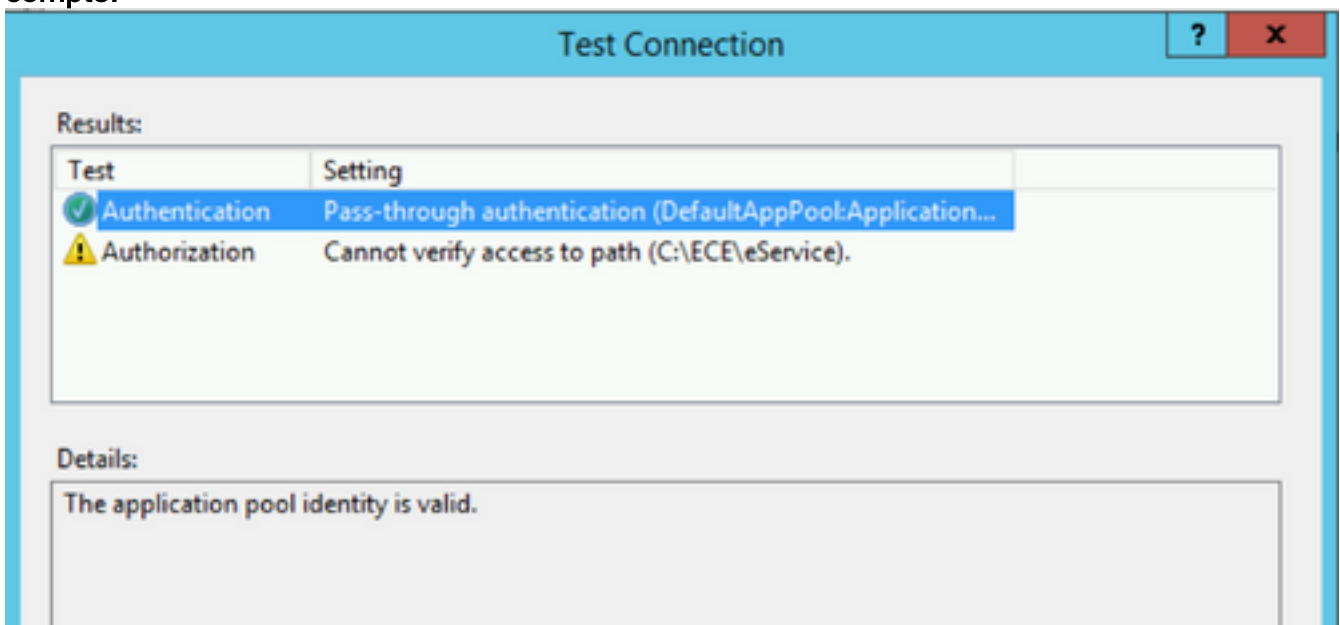 compte.
Test Connection
? x
Results:
Test Setting
Authentication Pass-through authentication (DefaultAppPool:Application...
Authorization Cannot verify access to path (C:\ECE\eService).
Details:
The application pool identity is valid.